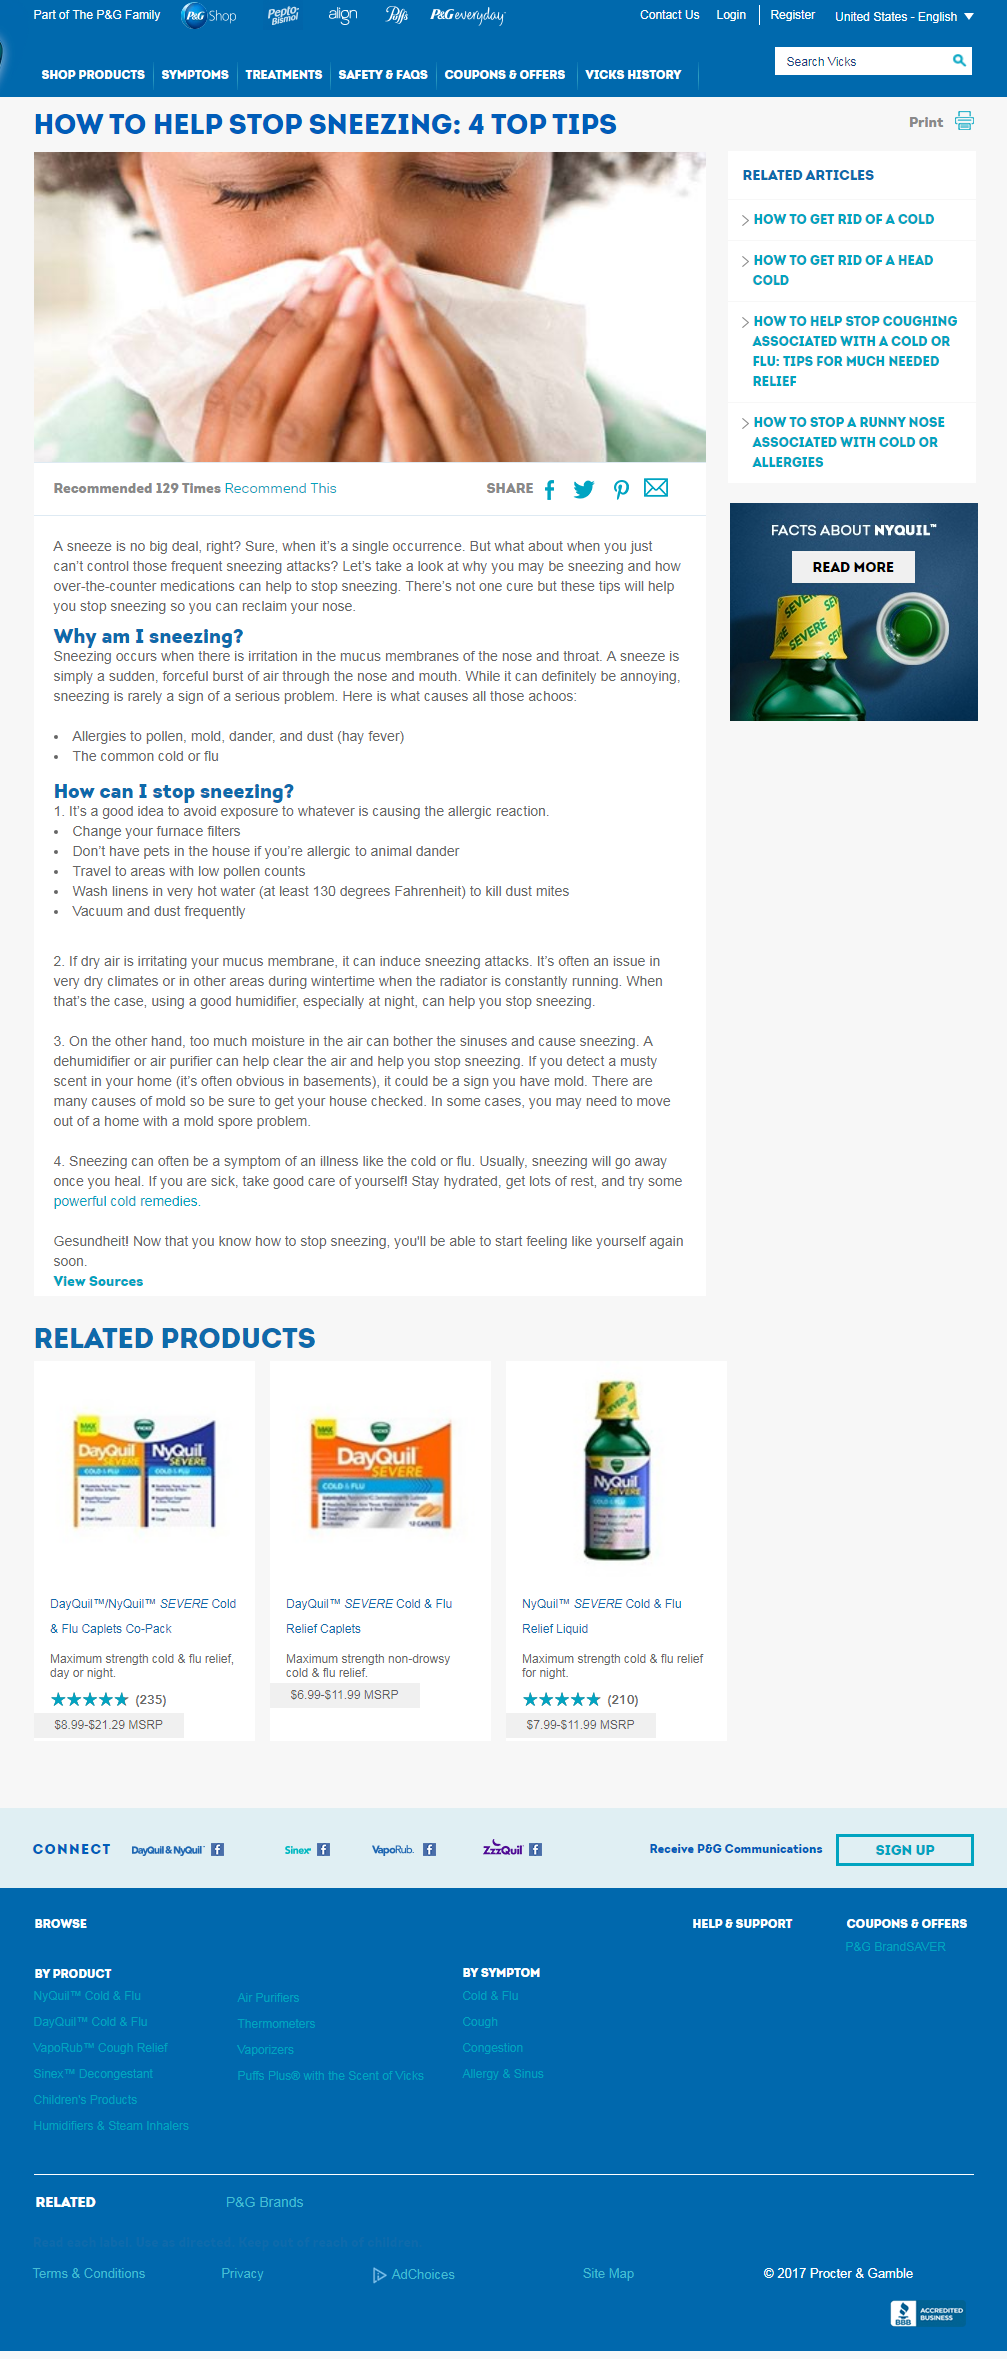 Part of The P&G Family
P&G Shop
Pepto Bismol
align
Puffs
P&G everyday
Contact Us
Login
Register
United States - English
SHOP PRODUCTS
SYMPTOMS
TREATMENTS
SAFETY & FAQS
COUPONS & OFFERS
VICKS HISTORY
Search Vicks
HOW TO HELP STOP SNEEZING: 4 TOP TIPS
Print
Recommended 129 Times Recommend This
SHARE
A sneeze is no big deal, right? Sure, when it’s a single occurrence. But what about when you just
can’t control those frequent sneezing attacks? Let’s take a look at why you may be sneezing and how
over-the-counter medications can help to stop sneezing. There’s not one cure but these tips will help
you stop sneezing so you can reclaim your nose.
Why am I sneezing?
Sneezing occurs when there is irritation in the mucus membranes of the nose and throat. A sneeze is
simply a sudden, forceful burst of air through the nose and mouth. While it can definitely be annoying,
sneezing is rarely a sign of a serious problem. Here is what causes all those achoos:
• Allergies to pollen, mold, dander, and dust (hay fever)
• The common cold or flu
How can I stop sneezing?
1. It’s a good idea to avoid exposure to whatever is causing the allergic reaction.
• Change your furnace filters
• Don’t have pets in the house if you’re allergic to animal dander
• Travel to areas with low pollen counts
• Wash linens in very hot water (at least 130 degrees Fahrenheit) to kill dust mites
• Vacuum and dust frequently
2. If dry air is irritating your mucus membrane, it can induce sneezing attacks. It’s often an issue in
very dry climates or in other areas during wintertime when the radiator is constantly running. When
that’s the case, using a good humidifier, especially at night, can help you stop sneezing.
3. On the other hand, too much moisture in the air can bother the sinuses and cause sneezing. A
dehumidifier or air purifier can help clear the air and help you stop sneezing. If you detect a musty
scent in your home (it’s often obvious in basements), it could be a sign you have mold. There are
many causes of mold so be sure to get your house checked. In some cases, you may need to move
out of a home with a mold spore problem.
4. Sneezing can often be a symptom of an illness like the cold or flu. Usually, sneezing will go away
once you heal. If you are sick, take good care of yourself! Stay hydrated, get lots of rest, and try some
powerful cold remedies.
Gesundheit! Now that you know how to stop sneezing, you'll be able to start feeling like yourself again
soon.
View Sources
RELATED ARTICLES
HOW TO GET RID OF A COLD
HOW TO GET RID OF A HEAD
COLD
HOW TO HELP STOP COUGHING
ASSOCIATED WITH A COLD OR
FLU: TIPS FOR MUCH NEEDED
RELIEF
HOW TO STOP A RUNNY NOSE
ASSOCIATED WITH COLD OR
ALLERGIES
FACTS ABOUT NYQUIL™
READ MORE
SEVERE
SEVERE
RELATED PRODUCTS
MAX
VICKS
DayQuil
SEVERE
NyQuil
SEVERE
COLD & FLU
COLD & FLU
DayQuil™/NyQuil™ SEVERE Cold
& Flu Caplets Co-Pack
Maximum strength cold & flu relief,
day or night.
★★★★★ (235)
$8.99-$21.29 MSRP
MAX
VICKS
DayQuil
SEVERE
COLD & FLU
12 CAPLETS
DayQuil™ SEVERE Cold & Flu
Relief Caplets
Maximum strength non-drowsy
cold & flu relief.
$6.99-$11.99 MSRP
VICKS
NyQuil
SEVERE
COLD & FLU
NyQuil™ SEVERE Cold & Flu
Relief Liquid
Maximum strength cold & flu relief
for night.
★★★★★ (210)
$7.99-$11.99 MSRP
CONNECT
DayQuil & NyQuil
Sinex
VapoRub.
ZzzQuil
Receive P&G Communications
SIGN UP
BROWSE
HELP & SUPPORT
COUPONS & OFFERS
P&G BrandSAVER
BY PRODUCT
NyQuil™ Cold & Flu
DayQuil™ Cold & Flu
VapoRub™ Cough Relief
Sinex™ Decongestant
Children's Products
Humidifiers & Steam Inhalers
Air Purifiers
Thermometers
Vaporizers
Puffs Plus® with the Scent of Vicks
BY SYMPTOM
Cold & Flu
Cough
Congestion
Allergy & Sinus
RELATED
P&G Brands
Terms & Conditions
Privacy
AdChoices
Site Map
© 2017 Procter & Gamble
BBB
ACCREDITED
BUSINESS